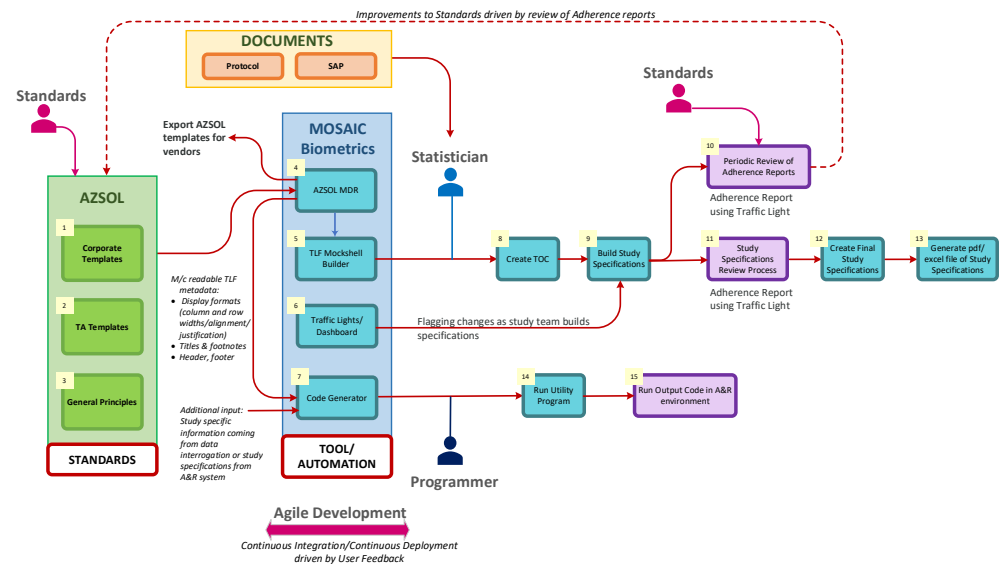 Improvements to Standards driven by review of Adherence reports
DOCUMENTS
Protocol
SAP
Standards
Standards
Export AZSOL
templates for
vendors
MOSAIC
Biometrics
Statistician
AZSOL
1
Corporate
Templates
2
TA Templates
3
General Principles
STANDARDS
4
AZSOL MDR
5
TLF Mockshell
Builder
6
Traffic Lights/
Dashboard
7
Code Generator
TOOL/
AUTOMATION
M/c readable TLF
metadata:
• Display formats
(column and row
widths/alignment/
justification)
• Titles & footnotes
• Header, footer
Additional input:
Study specific
information coming
from data
interrogation or study
specifications from
A&R system
8
Create TOC
9
Build Study
Specifications
10
Periodic Review of
Adherence Reports
Adherence Report
using Traffic Light
11
Study
Specifications
Review Process
Adherence Report
using Traffic Light
12
Create Final
Study
Specifications
13
Generate pdf/
excel file of Study
Specifications
Flagging changes as study team builds
specifications
14
Run Utility
Program
15
Run Output Code in A&R
environment
Programmer
Agile Development
Continuous Integration/Continuous Deployment
driven by User Feedback